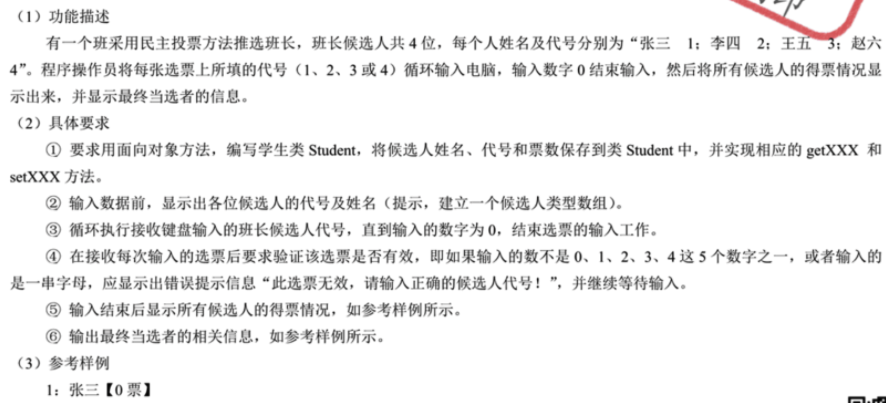 （1）功能描述
有一个班采用民主投票方法推选班长，班长候选人共 4 位，每个人姓名及代号分别为“张三 1；李四 2；王五 3；赵六
4”。程序操作员将每张选票上所填的代号（1、2、3 或 4）循环输入电脑，输入数字 0 结束输入，然后将所有候选人的得票情况显
示出来，并显示最终当选者的信息。
（2）具体要求
① 要求用面向对象方法，编写学生类 Student，将候选人姓名、代号和票数保存到类 Student 中，并实现相应的 getXXX 和
setXXX 方法。
② 输入数据前，显示出各位候选人的代号及姓名（提示，建立一个候选人类型数组）。
③ 循环执行接收键盘输入的班长候选人代号，直到输入的数字为 0，结束选票的输入工作。
④ 在接收每次输入的选票后要求验证该选票是否有效，即如果输入的数不是 0、1、2、3、4 这 5 个数字之一，或者输入的
是一串字母，应显示出错误提示信息“此选票无效，请输入正确的候选人代号！”，并继续等待输入。
⑤ 输入结束后显示所有候选人的得票情况，如参考样例所示。
⑥ 输出最终当选者的相关信息，如参考样例所示。
（3）参考样例
1：张三【0 票】